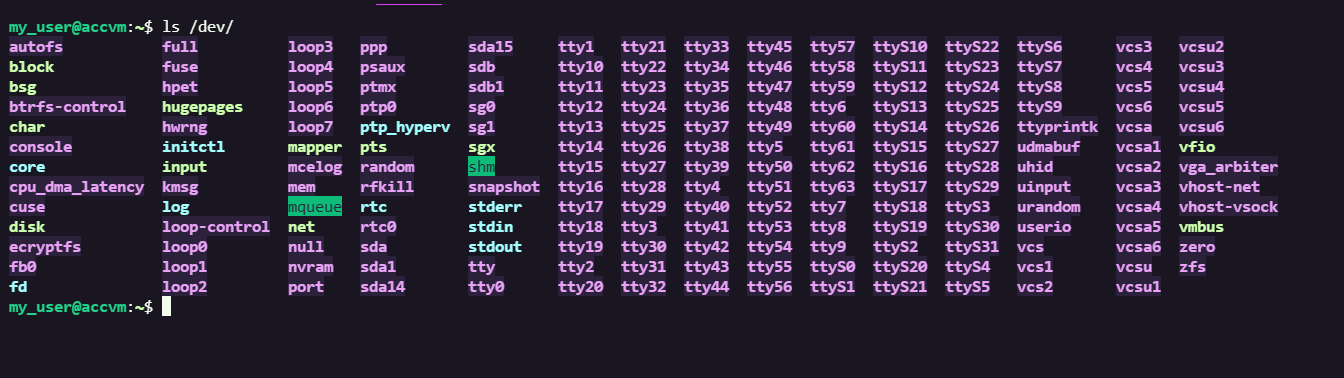 my_user@accvm:~$ ls /dev/
autofs full loop3 ppp sda15 tty1 tty21 tty33 tty45 tty57 ttyS10 ttyS22 ttyS6 vcs3 vcsu2
block fuse loop4 psaux sdb tty10 tty22 tty34 tty46 tty58 ttyS11 ttyS23 ttyS7 vcs4 vcsu3
bsg hpet loop5 ptmx sdb1 tty11 tty23 tty35 tty47 tty59 ttyS12 ttyS24 ttyS8 vcs5 vcsu4
btrfs-control hugepages loop6 ptp0 sg0 tty12 tty24 tty36 tty48 tty6 ttyS13 ttyS25 ttyS9 vcs6 vcsu5
char hwrng loop7 ptp_hyperv sg1 tty13 tty25 tty37 tty49 tty60 ttyS14 ttyS26 ttyprintk vcsa vcsu6
console initctl mapper pts sgx tty14 tty26 tty38 tty5 tty61 ttyS15 ttyS27 udmabuf vcsa1 vfio
core input mcelog random shm tty15 tty27 tty39 tty50 tty62 ttyS16 ttyS28 uhid vcsa2 vga_arbiter
cpu_dma_latency kmsg mem rfkill snapshot tty16 tty28 tty4 tty51 tty63 ttyS17 ttyS29 uinput vcsa3 vhost-net
cuse log mqueue rtc stderr tty17 tty29 tty40 tty52 tty7 ttyS18 ttyS3 urandom vcsa4 vhost-vsock
disk loop-control net rtc0 stdin tty18 tty3 tty41 tty53 tty8 ttyS19 ttyS30 userio vcsa5 vmbus
ecryptfs loop0 null sda stdout tty19 tty30 tty42 tty54 tty9 ttyS2 ttyS31 vcs vcsa6 zero
fb0 loop1 nvram sda1 tty tty2 tty31 tty43 tty55 ttyS0 ttyS20 ttyS4 vcs1 vcsu zfs
fd loop2 port sda14 tty0 tty20 tty32 tty44 tty56 ttyS1 ttyS21 ttyS5 vcs2 vcsu1
my_user@accvm:~$